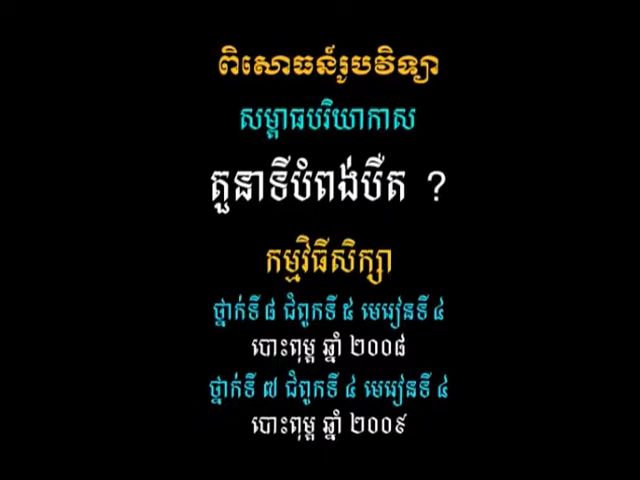 ពិសោធន៍រូបវិទ្យា
សម្ពាធបរិយាកាស
តួនាទីបំពង់បឺត ?
កម្មវិធីសិក្សា
ថ្នាក់ទី ៨ ជំពូកទី ៥ មេរៀនទី ៤
បោះពុម្ព ឆ្នាំ ២០០៨
ថ្នាក់ទី ៧ ជំពូកទី ៤ មេរៀនទី ៤
បោះពុម្ព ឆ្នាំ ២០០៩